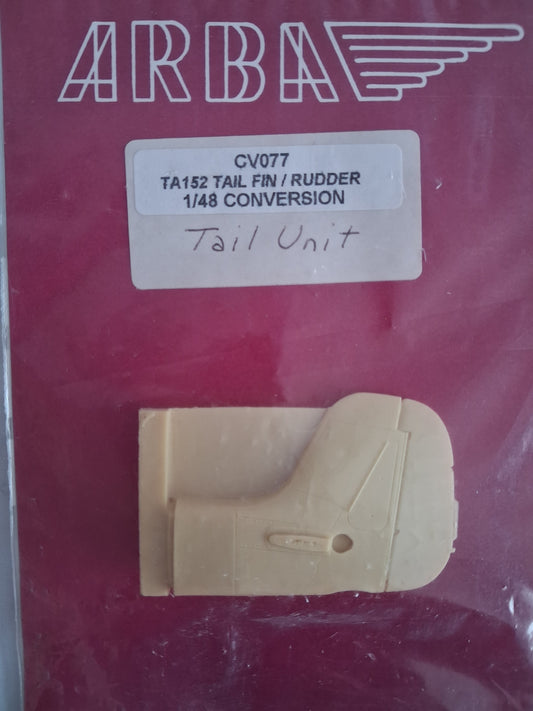 ARBA
CV077
TA152 TAIL FIN / RUDDER
1/48 CONVERSION
Tail Unit